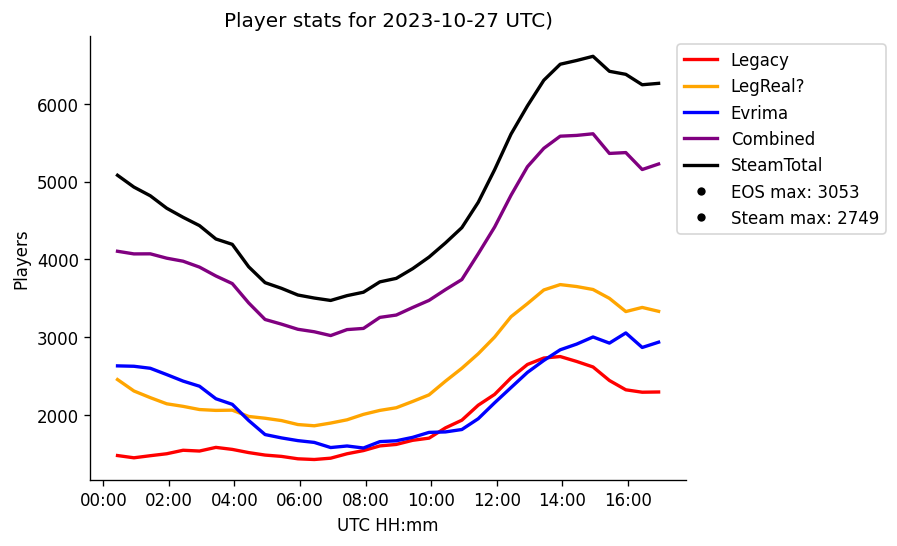 Player stats for 2023-10-27 UTC)
Legacy
LegReal?
Evrima
Combined
SteamTotal
EOS max: 3053
Steam max: 2749
Players
6000
5000
4000
3000
2000
00:00 02:00 04:00 06:00 08:00 10:00 12:00 14:00 16:00
UTC HH:mm